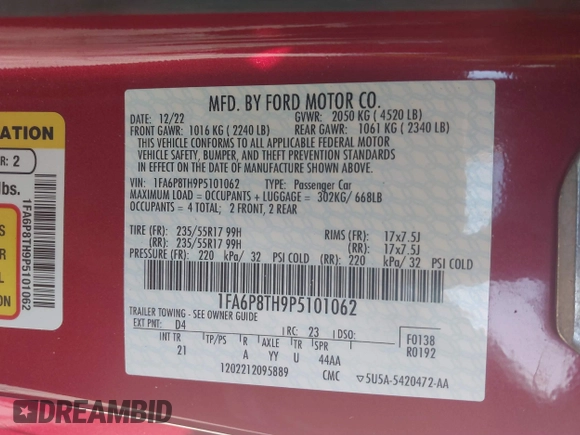 MFD. BY FORD MOTOR CO.
DATE: 12/22 GVWR: 2050 KG ( 4520 LB)
FRONT GAWR: 1016 KG ( 2240 LB) REAR GAWR: 1061 KG ( 2340 LB)
THIS VEHICLE CONFORMS TO ALL APPLICABLE FEDERAL MOTOR
VEHICLE SAFETY, BUMPER, AND THEFT PREVENTION STANDARDS
IN EFFECT ON THE DATE OF MANUFACTURE SHOWN ABOVE.
VIN: 1FA6P8TH9P5101062 TYPE: Passenger Car
MAXIMUM LOAD = OCCUPANTS + LUGGAGE = 302KG/ 668LB
OCCUPANTS = 4 TOTAL; 2 FRONT, 2 REAR
TIRE (FR): 235/55R17 99H RIMS (FR): 17x7.5J
(RR): 235/55R17 99H (RR): 17x7.5J
PRESSURE (FR): 220 kPa/ 32 PSI COLD (RR): 220 kPa/ 32 PSI COLD
1FA6P8TH9P5101062
TRAILER TOWING - SEE OWNER GUIDE
EXT PNT: D4 RC: 23 DSO: F0138
R0192
INT TR TP/PS R AXLE TR SPR
21 A YY U 44AA
1202212095889 CMC 5U5A-5420472-AA
ATION
R: 2
lbs.
S
R
S
ION
1FA6P8TH9P5101062
DREAMBID